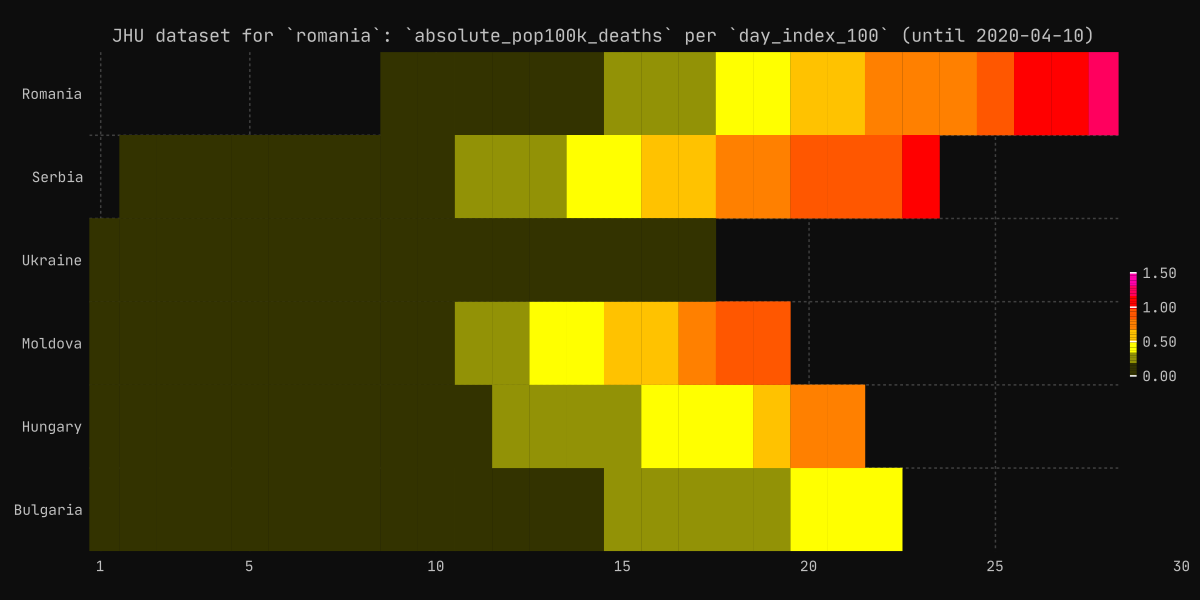 JHU dataset for `romania`: `absolute_pop100k_deaths` per `day_index_100` (until 2020-04-10)
Romania
Serbia
Ukraine
Moldova
Hungary
Bulgaria
1.50
1.00
0.50
0.00
1 5 10 15 20 25 30